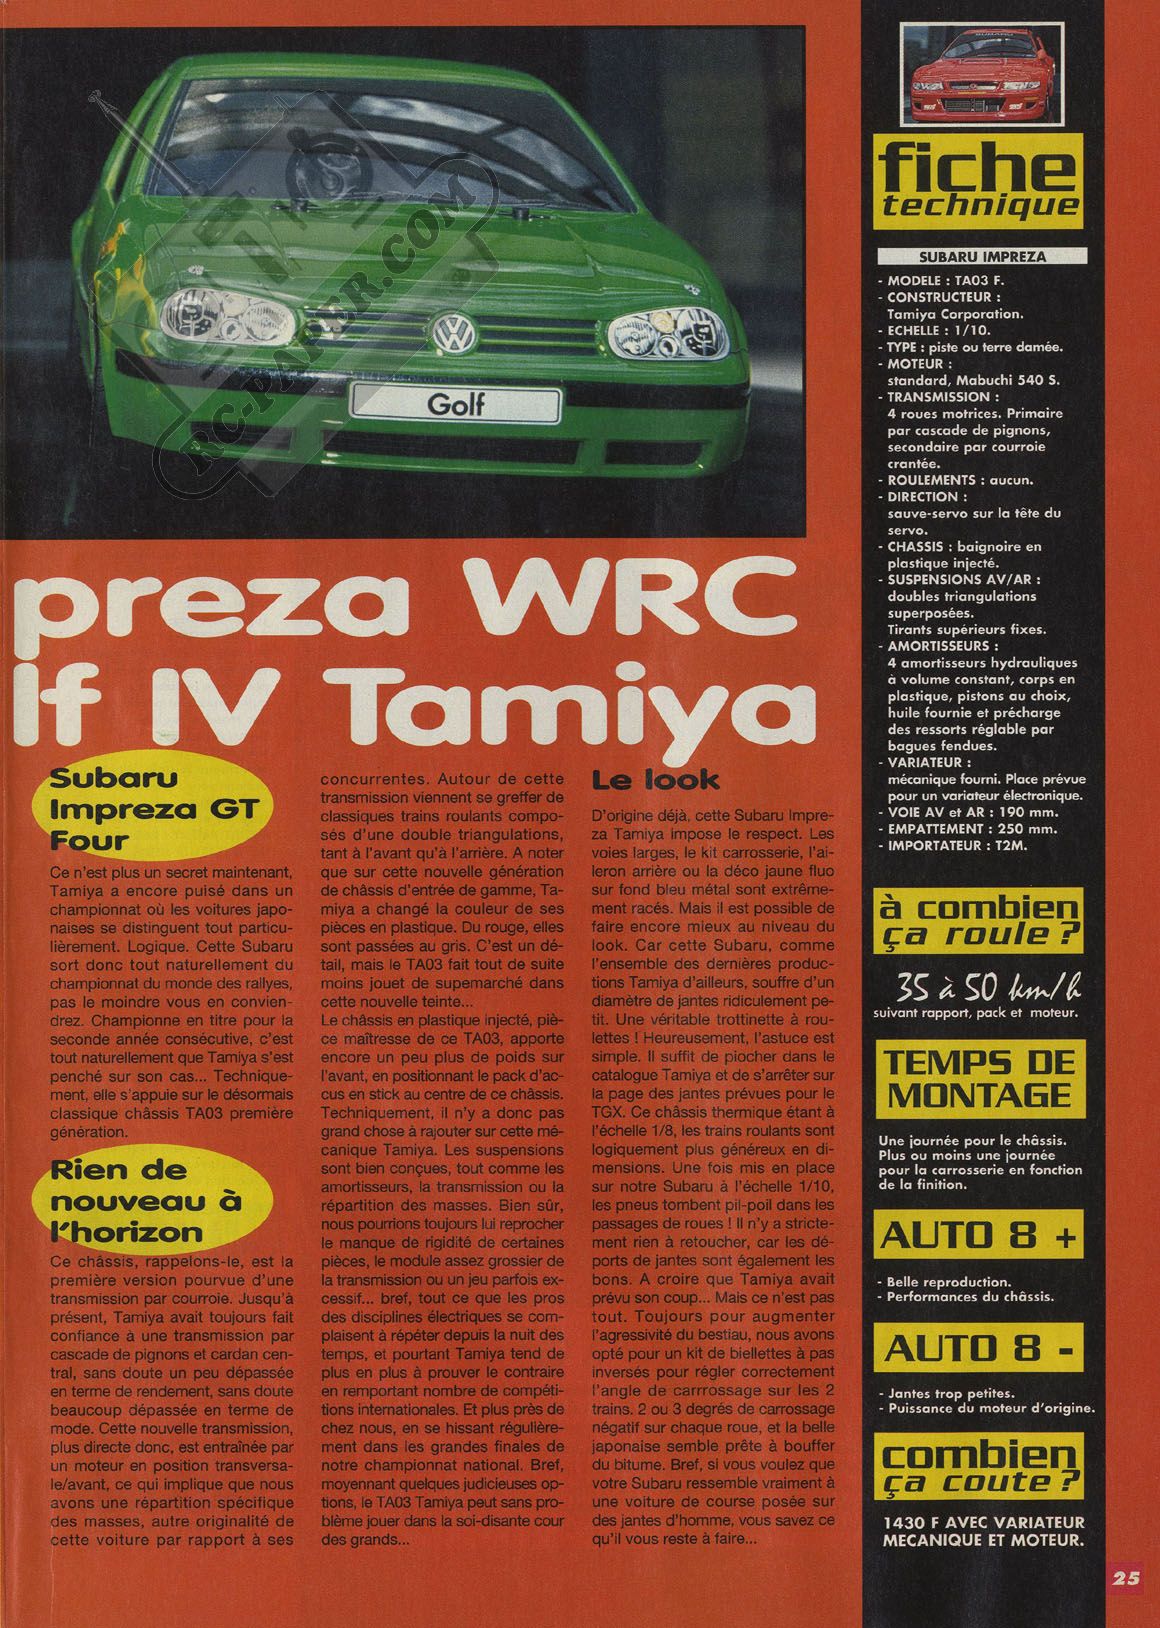 Golf
RC-PAPER.COM
preza WRC
lf IV Tamiya
Subaru
Impreza GT
Four
Ce n'est plus un secret maintenant,
Tamiya a encore puisé dans un
championnat où les voitures japo-
naises se distinguent tout particu-
lièrement. Logique. Cette Subaru
sort donc tout naturellement du
championnat du monde des rallyes,
pas le moindre vous en convien-
drez. Championne en titre pour la
seconde année consécutive, c'est
tout naturellement que Tamiya s'est
penché sur son cas... Technique-
ment, elle s'appuie sur le désormais
classique châssis TA03 première
génération.
Rien de
nouveau à
l'horizon
Ce châssis, rappelons-le, est la
première version pourvue d'une
transmission par courroie. Jusqu'à
présent, Tamiya avait toujours fait
confiance à une transmission par
cascade de pignons et cardan cen-
tral, sans doute un peu dépassée
en terme de rendement, sans doute
beaucoup dépassée en terme de
mode. Cette nouvelle transmission,
plus directe donc, est entraînée par
un moteur en position transversa-
le/avant, ce qui implique que nous
avons une répartition spécifique
des masses, autre originalité de
cette voiture par rapport à ses
concurrentes. Autour de cette
transmission viennent se greffer de
classiques trains roulants compo-
sés d'une double triangulations,
tant à l'avant qu'à l'arrière. A noter
que sur cette nouvelle génération
de châssis d'entrée de gamme, Ta-
miya a changé la couleur de ses
pièces en plastique. Du rouge, elles
sont passées au gris. C'est un dé-
tail, mais le TA03 fait tout de suite
moins jouet de supemarché dans
cette nouvelle teinte...
Le châssis en plastique injecté, piè-
ce maîtresse de ce TA03, apporte
encore un peu plus de poids sur
l'avant, en positionnant le pack d'ac-
cus en stick au centre de ce châssis.
Techniquement, il n'y a donc pas
grand chose à rajouter sur cette mé-
canique Tamiya. Les suspensions
sont bien conçues, tout comme les
amortisseurs, la transmission ou la
répartition des masses. Bien sûr,
nous pourrions toujours lui reprocher
le manque de rigidité de certaines
pièces, le module assez grossier de
la transmission ou un jeu parfois ex-
cessif... bref, tout ce que les pros
des disciplines électriques se com-
plaisent à répéter depuis la nuit des
temps, et pourtant Tamiya tend de
plus en plus à prouver le contraire
en remportant nombre de compéti-
tions internationales. Et plus près de
chez nous, en se hissant régulière-
ment dans les grandes finales de
notre championnat national. Bref,
moyennant quelques judicieuses op-
tions, le TA03 Tamiya peut sans pro-
blème jouer dans la soi-disante cour
des grands...
Le look
D'origine déjà, cette Subaru Impre-
za Tamiya impose le respect. Les
voies larges, le kit carrosserie, l'ai-
leron arrière ou la déco jaune fluo
sur fond bleu métal sont extrême-
ment racés. Mais il est possible de
faire encore mieux au niveau du
look. Car cette Subaru, comme
l'ensemble des dernières produc-
tions Tamiya d'ailleurs, souffre d'un
diamètre de jantes ridiculement pe-
tit. Une véritable trottinette à rou-
lettes ! Heureusement, l'astuce est
simple. Il suffit de piocher dans le
catalogue Tamiya et de s'arrêter sur
la page des jantes prévues pour le
TGX. Ce châssis thermique étant à
l'échelle 1/8, les trains roulants sont
logiquement plus généreux en di-
mensions. Une fois mis en place
sur notre Subaru à l'échelle 1/10,
les pneus tombent pil-poil dans les
passages de roues ! Il n'y a stricte-
ment rien à retoucher, car les dé-
ports de jantes sont également les
bons. A croire que Tamiya avait
prévu son coup... Mais ce n'est pas
tout. Toujours pour augmenter
l'agressivité du bestiau, nous avons
opté pour un kit de biellettes à pas
inversés pour régler correctement
l'angle de carrrossage sur les 2
trains. 2 ou 3 degrés de carrossage
négatif sur chaque roue, et la belle
japonaise semble prête à bouffer
du bitume. Bref, si vous voulez que
votre Subaru ressemble vraiment à
une voiture de course posée sur
des jantes d'homme, vous savez ce
qu'il vous reste à faire...
SUBARU
fiche
technique
SUBARU IMPREZA
- MODELE : TA03 F.
- CONSTRUCTEUR :
Tamiya Corporation.
- ECHELLE : 1/10.
- TYPE : piste ou terre damée.
- MOTEUR :
standard, Mabuchi 540 S.
- TRANSMISSION :
4 roues motrices. Primaire
par cascade de pignons,
secondaire par courroie
crantée.
- ROULEMENTS : aucun.
- DIRECTION :
sauve-servo sur la tête du
servo.
- CHASSIS : baignoire en
plastique injecté.
- SUSPENSIONS AV/AR :
doubles triangulations
superposées.
Tirants supérieurs fixes.
- AMORTISSEURS :
4 amortisseurs hydrauliques
à volume constant, corps en
plastique, pistons au choix,
huile fournie et précharge
des ressorts réglable par
bagues fendues.
- VARIATEUR :
mécanique fourni. Place prévue
pour un variateur électronique.
- VOIE AV et AR : 190 mm.
- EMPATTEMENT : 250 mm.
- IMPORTATEUR : T2M.
à combien
ça roule ?
35 à 50 km/h
suivant rapport, pack et moteur.
TEMPS DE
MONTAGE
Une journée pour le châssis.
Plus ou moins une journée
pour la carrosserie en fonction
de la finition.
AUTO 8 +
- Belle reproduction.
- Performances du châssis.
AUTO 8 -
- Jantes trop petites.
- Puissance du moteur d'origine.
combien
ça coute ?
1430 F AVEC VARIATEUR
MECANIQUE ET MOTEUR.
25